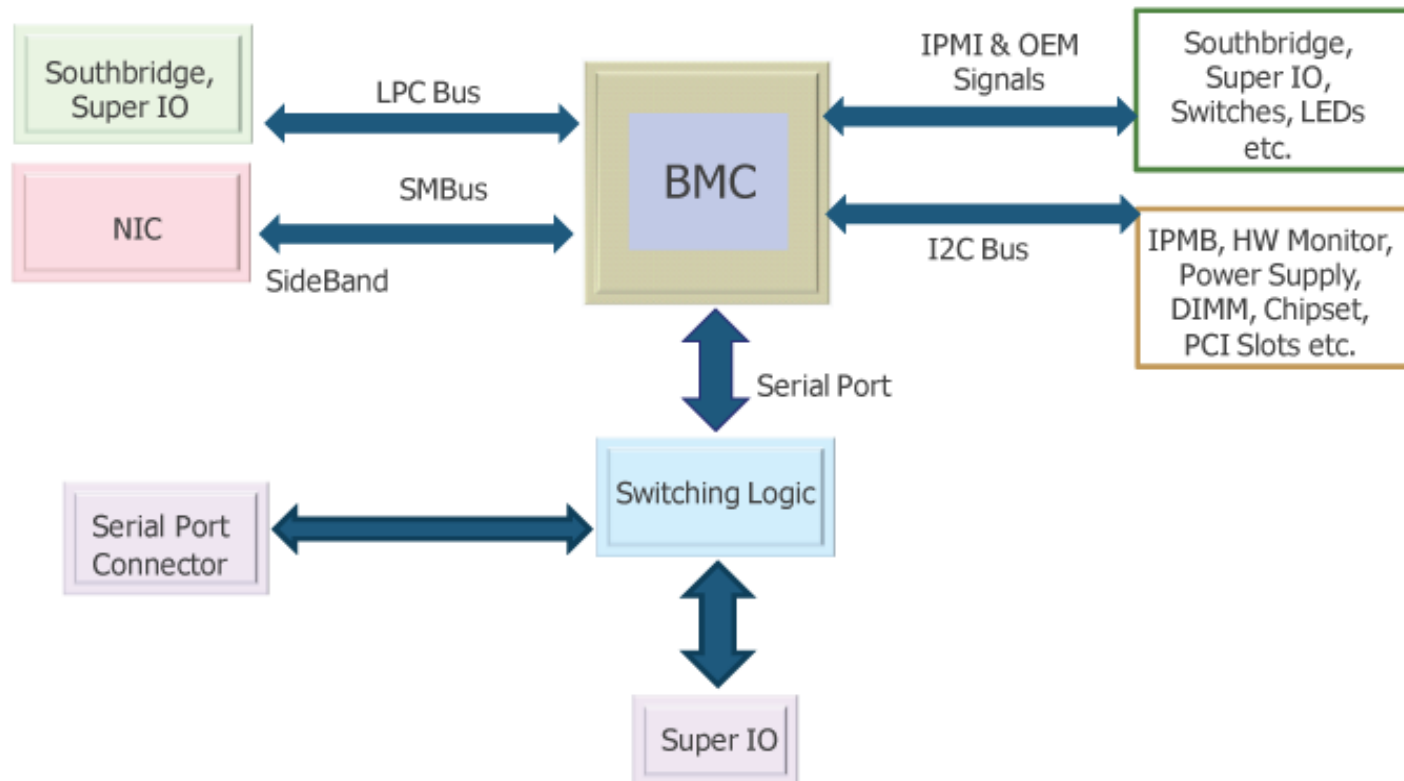 Southbridge,
Super IO
LPC Bus
IPMI & OEM
Signals
Southbridge,
Super IO,
Switches, LEDs
etc.
BMC
NIC
SMBus
SideBand
I2C Bus
IPMB, HW Monitor,
Power Supply,
DIMM, Chipset,
PCI Slots etc.
Serial Port
Switching Logic
Serial Port
Connector
Super IO